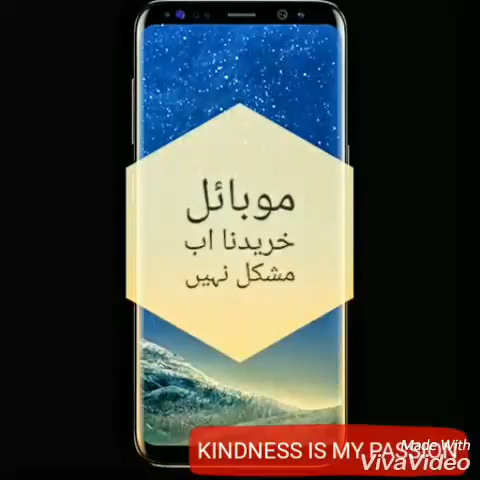 موبائل
خریدنا اب
مشکل نہیں
KINDNESS IS MY PASSION
Made With
VivaVideo